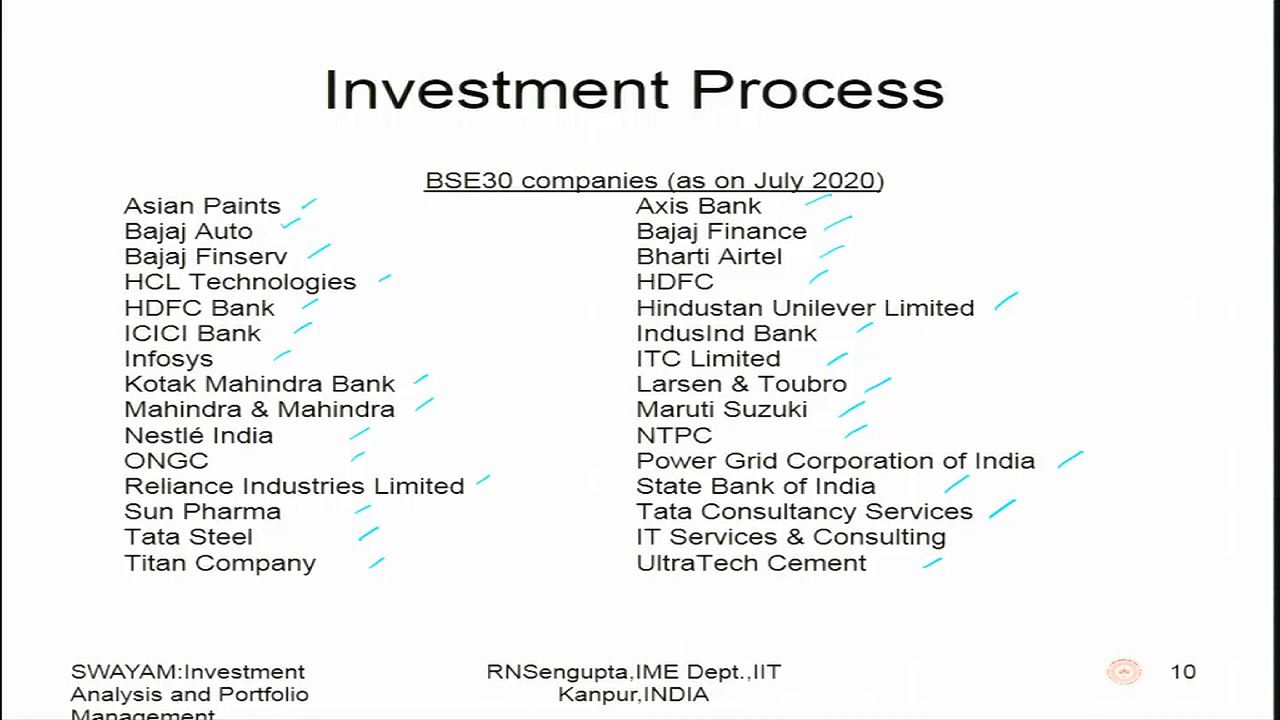 Investment Process
BSE30 companies (as on July 2020)
Asian Paints
Bajaj Auto
Bajaj Finserv
HCL Technologies
HDFC Bank
ICICI Bank
Infosys
Kotak Mahindra Bank
Mahindra & Mahindra
Nestlé India
ONGC
Reliance Industries Limited
Sun Pharma
Tata Steel
Titan Company
Axis Bank
Bajaj Finance
Bharti Airtel
HDFC
Hindustan Unilever Limited
IndusInd Bank
ITC Limited
Larsen & Toubro
Maruti Suzuki
NTPC
Power Grid Corporation of India
State Bank of India
Tata Consultancy Services
IT Services & Consulting
UltraTech Cement
SWAYAM:Investment
Analysis and Portfolio
Management
RNSengupta,IME Dept.,IIT
Kanpur,INDIA
10